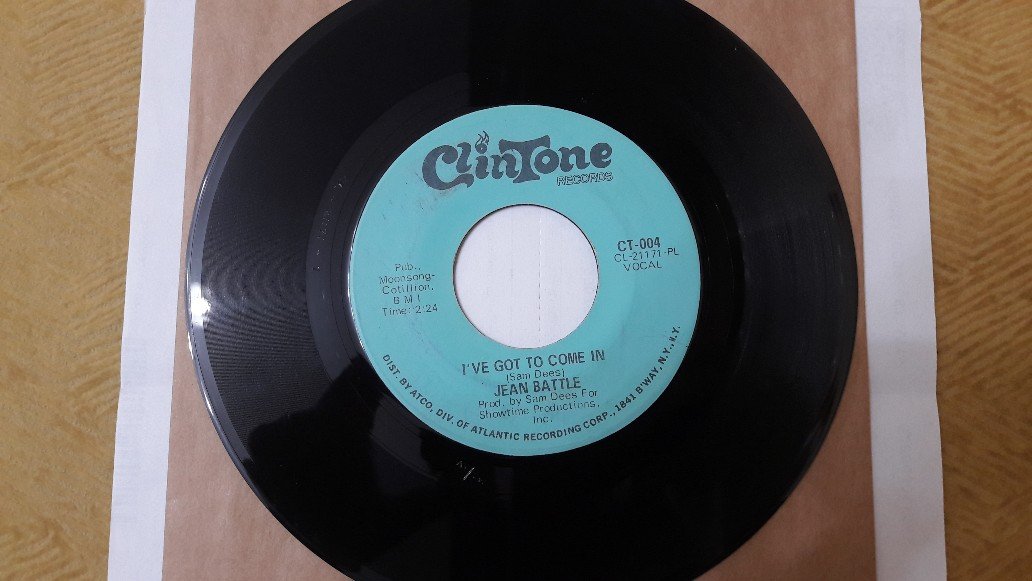 ClinTone
RECORDS
CT-004
CL-21171-PL
VOCAL
Pub.,
Moonsong-
Cotillion,
BMI
Time: 2:24
I'VE GOT TO COME IN
(Sam Dees)
JEAN BATTLE
Prod. by Sam Dees For
Showtime Productions,
Inc.
DIST. BY ATCO, DIV. OF ATLANTIC RECORDING CORP., 1841 B'WAY, N.Y., N.Y.